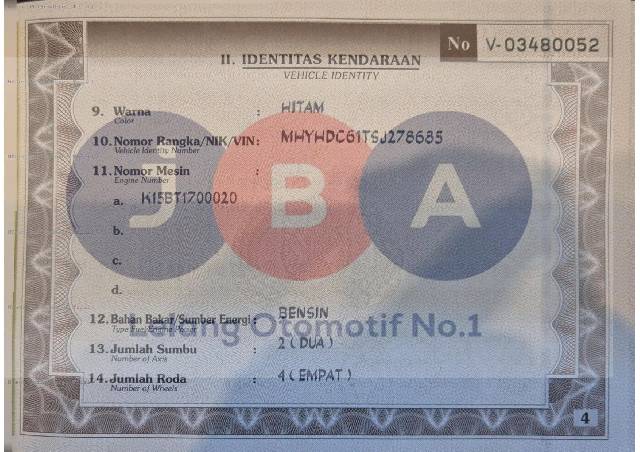 No V-03480052
II. IDENTITAS KENDARAAN
VEHICLE IDENTITY
9. Warna : HITAM
Color
10. Nomor Rangka/NIK/VIN: MHYHDC61TSJ278685
Vehicle Identity Number
11. Nomor Mesin :
Engine Number
a. K15BT1700020
b.
c.
d.
j B A
12. Bahan Bakar/Sumber Energi: BENSIN
Lelang Otomotif No.1
13. Jumlah Sumbu : 2 (DUA)
Number of Axis
14. Jumlah Roda : 4 (EMPAT)
Number of Wheels
4